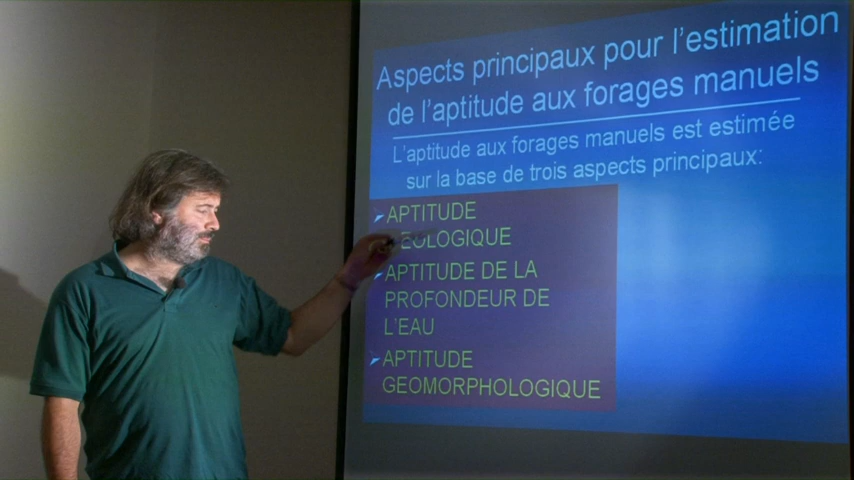 Aspects principaux pour l'estimation
de l'aptitude aux forages manuels
L'aptitude aux forages manuels est estimée
sur la base de trois aspects principaux:
APTITUDE
EOLOGIQUE
APTITUDE DE LA
PROFONDEUR DE
L'EAU
APTITUDE
GEOMORPHOLOGIQUE